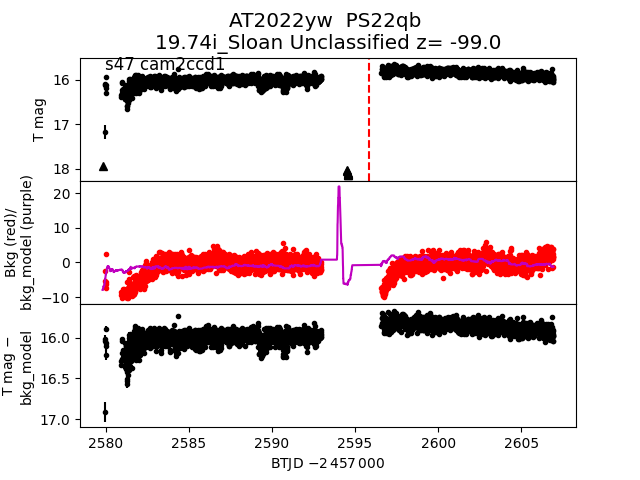 AT2022yw  PS22qb
19.74i_Sloan Unclassified z= -99.0
s47 cam2ccd1
T mag
16
17
18
Bkg (red)/
bkg_model (purple)
20
10
0
−10
T mag −
bkg_model
16.0
16.5
17.0
2580
2585
2590
2595
2600
2605
BTJD −2 457 000